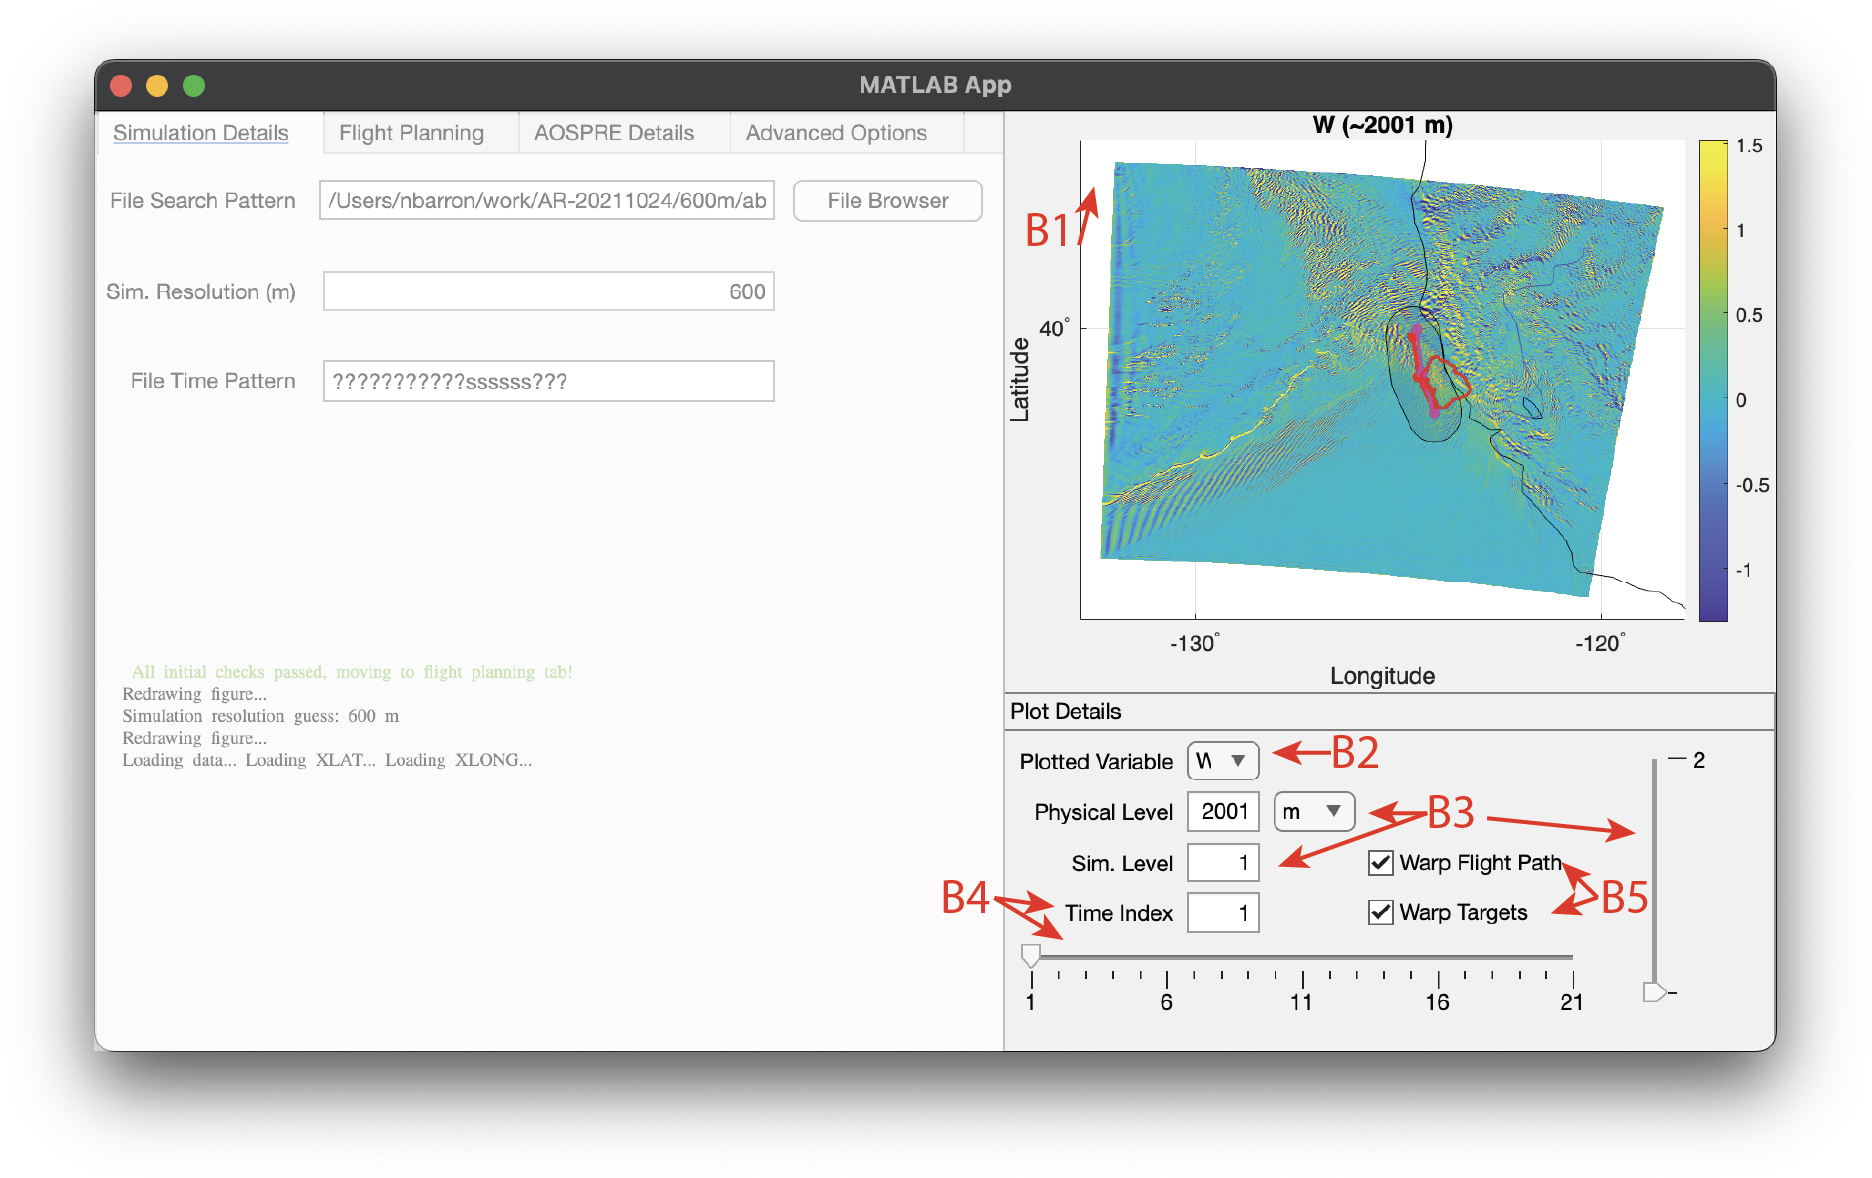 MATLAB App
Simulation Details
Flight Planning
AOSPRE Details
Advanced Options
File Search Pattern
/Users/nbarron/work/AR-20211024/600m/ab
File Browser
Sim. Resolution (m)
600
File Time Pattern
???????????ssssss???
All initial checks passed, moving to flight planning tab!
Redrawing figure...
Simulation resolution guess: 600 m
Redrawing figure...
Loading data... Loading XLAT... Loading XLONG...
W (~2001 m)
B1
Latitude
40°
-130°
-120°
Longitude
1.5
1
0.5
0
-0.5
-1
Plot Details
Plotted Variable
W
B2
Physical Level
2001
m
B3
Sim. Level
1
Warp Flight Path
B4
Time Index
1
Warp Targets
B5
1 6 11 16 21
2